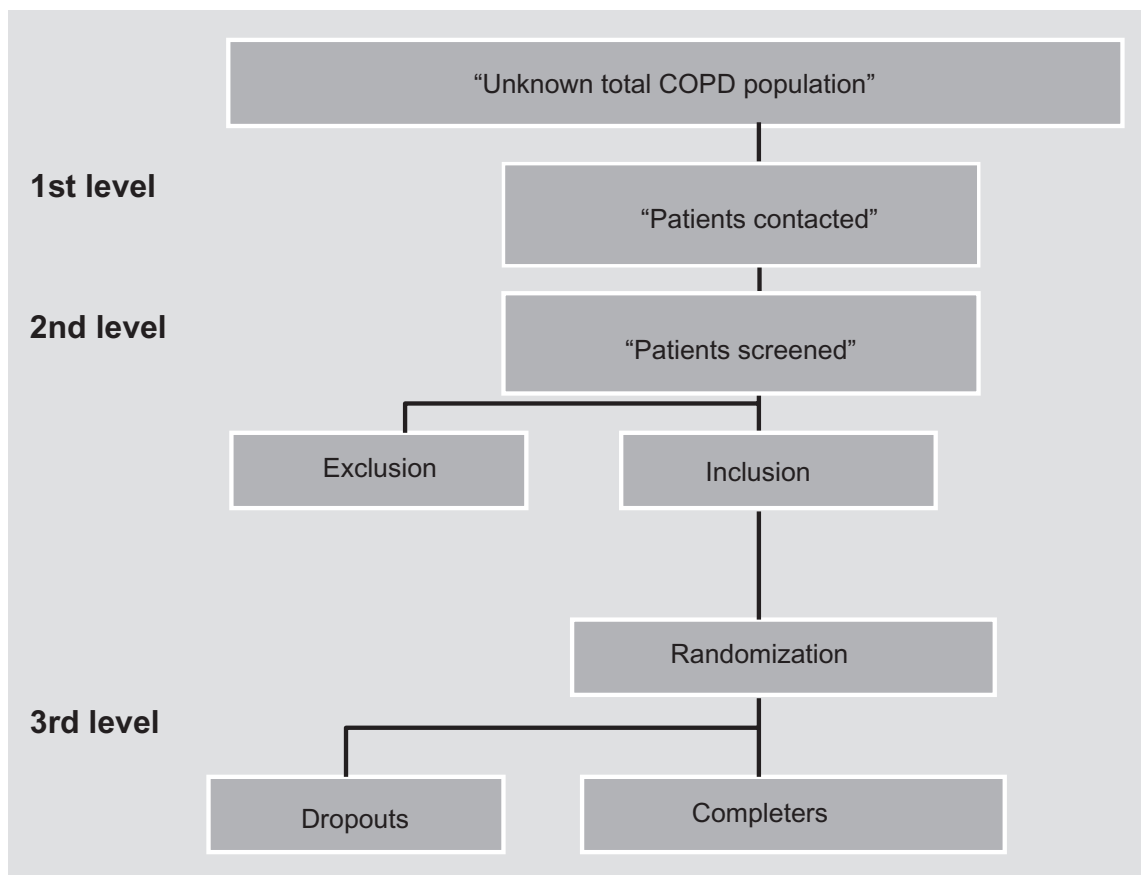 “Unknown total COPD population”
1st level
“Patients contacted”
2nd level
“Patients screened”
Exclusion
Inclusion
Randomization
3rd level
Dropouts
Completers